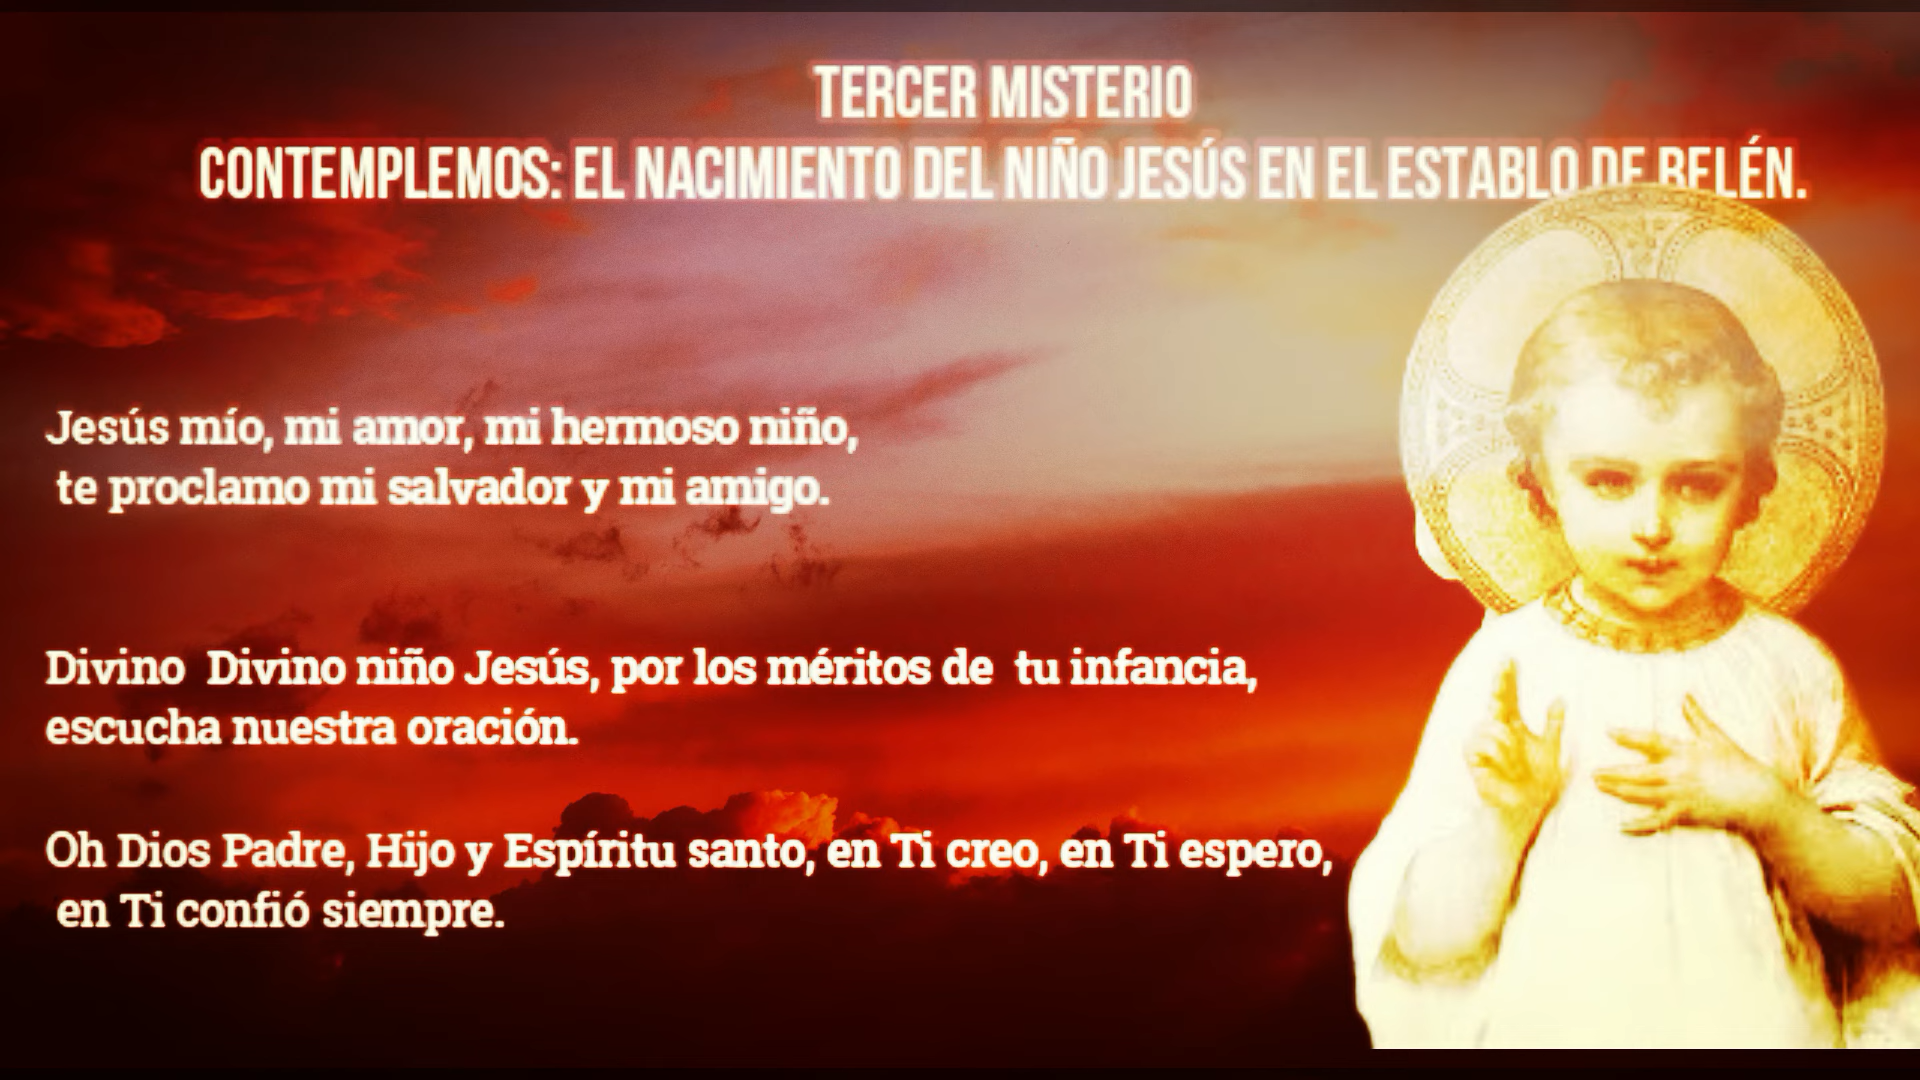 TERCER MISTERIO
CONTEMPLEMOS: EL NACIMIENTO DEL NIÑO JESÚS EN EL ESTABLO DE BELÉN.
Jesús mío, mi amor, mi hermoso niño,
te proclamo mi salvador y mi amigo.
Divino Divino niño Jesús, por los méritos de tu infancia,
escucha nuestra oración.
Oh Dios Padre, Hijo y Espíritu santo, en Ti creo, en Ti espero,
en Ti confió siempre.